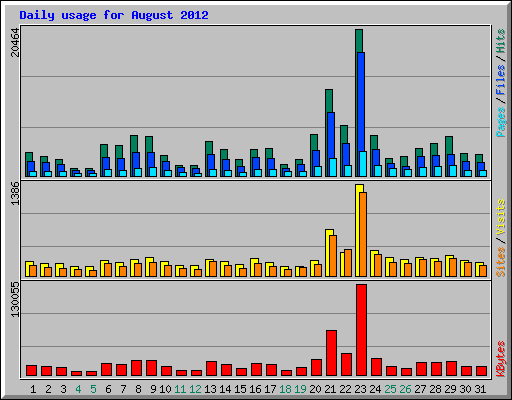 Daily usage for August 2012
20464
Pages / Files / Hits
1386
Sites / Visits
130055
KBytes
1 2 3 4 5 6 7 8 9 10 11 12 13 14 15 16 17 18 19 20 21 22 23 24 25 26 27 28 29 30 31